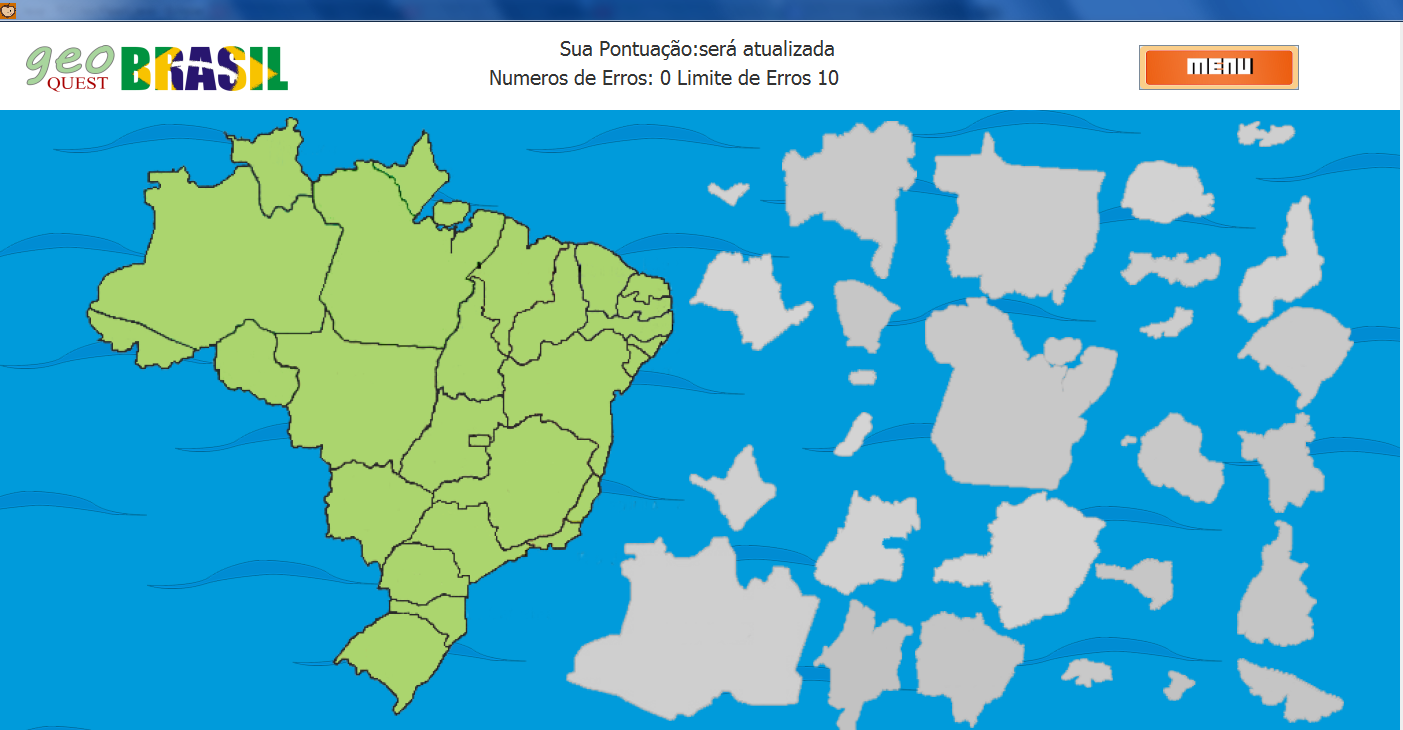 geo BRASIL
QUEST
Sua Pontuação:será atualizada
Numeros de Erros: 0 Limite de Erros 10
MENU